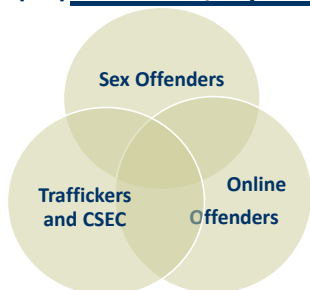 Sex Offenders
Traffickers
and CSEC
Online
Offenders